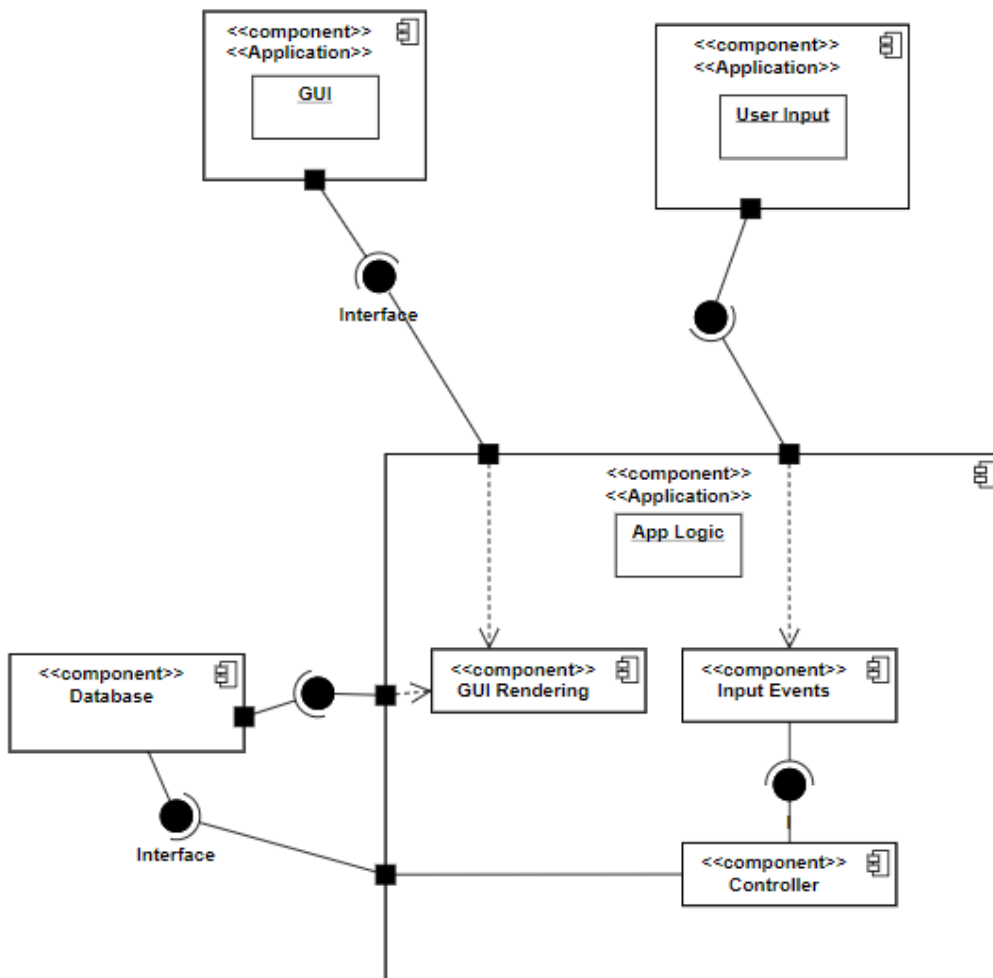 <<component>>
<<Application>>
GUI
<<component>>
<<Application>>
User Input
Interface
<<component>>
<<Application>>
App Logic
<<component>>
Database
<<component>>
GUI Rendering
<<component>>
Input Events
I
Interface
<<component>>
Controller